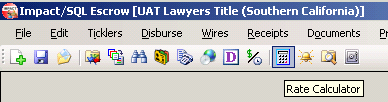 Impact/SQL Escrow [UAT Lawyers Title (Southern California)]
File Edit Ticklers Disburse Wires Receipts Documents
Rate Calculator